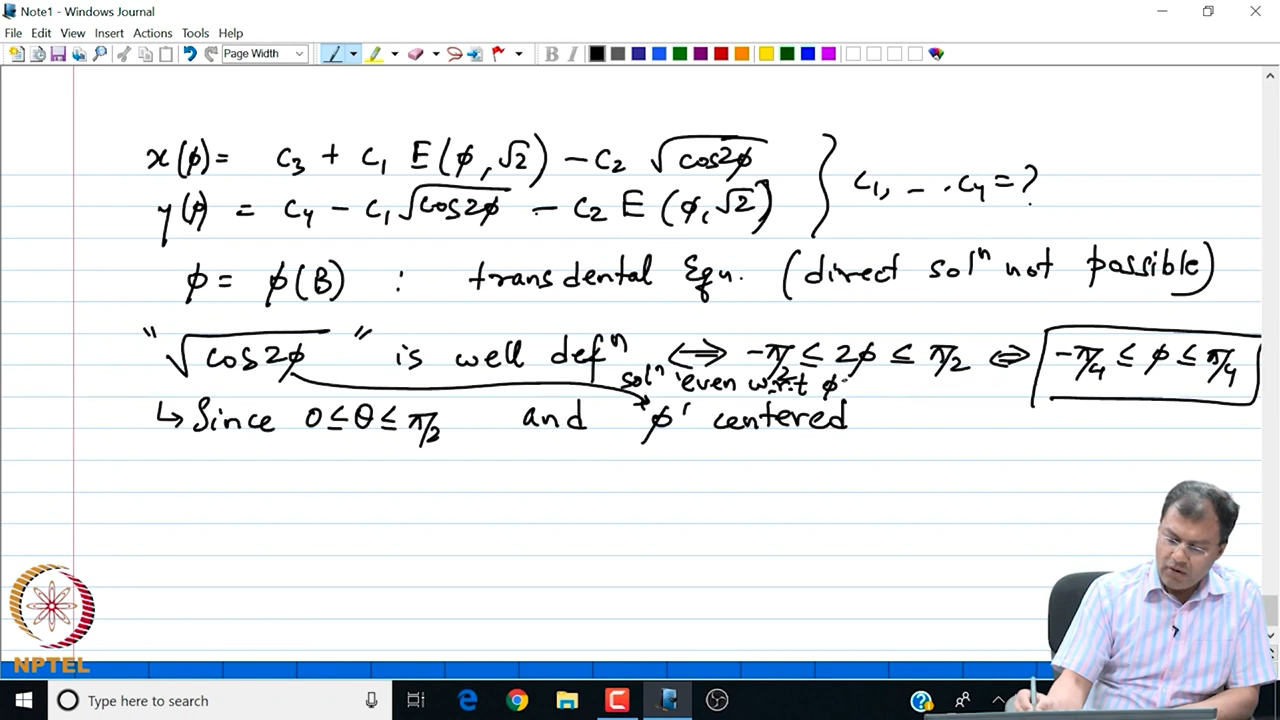 Note1 - Windows Journal
File Edit View Insert Actions Tools Help
Page Width
B I
x(φ) = c₃ + c₁ E(φ, √2) − c₂ √cos2φ
y(φ) = c₄ − c₁ √cos2φ − c₂ E(φ, √2) } c₁, – . c₄ = ?
φ = φ(B) : transdental Eqn. (direct solⁿ not possible)
"√cos2φ" is well defⁿ ⟺ −π/2 ≤ 2φ ≤ π/2 ⟺ −π/4 ≤ φ ≤ π/4
solⁿ even w.r.t φ
↳ Since 0 ≤ θ ≤ π/2 and 'φ' centered
NPTEL
Type here to search